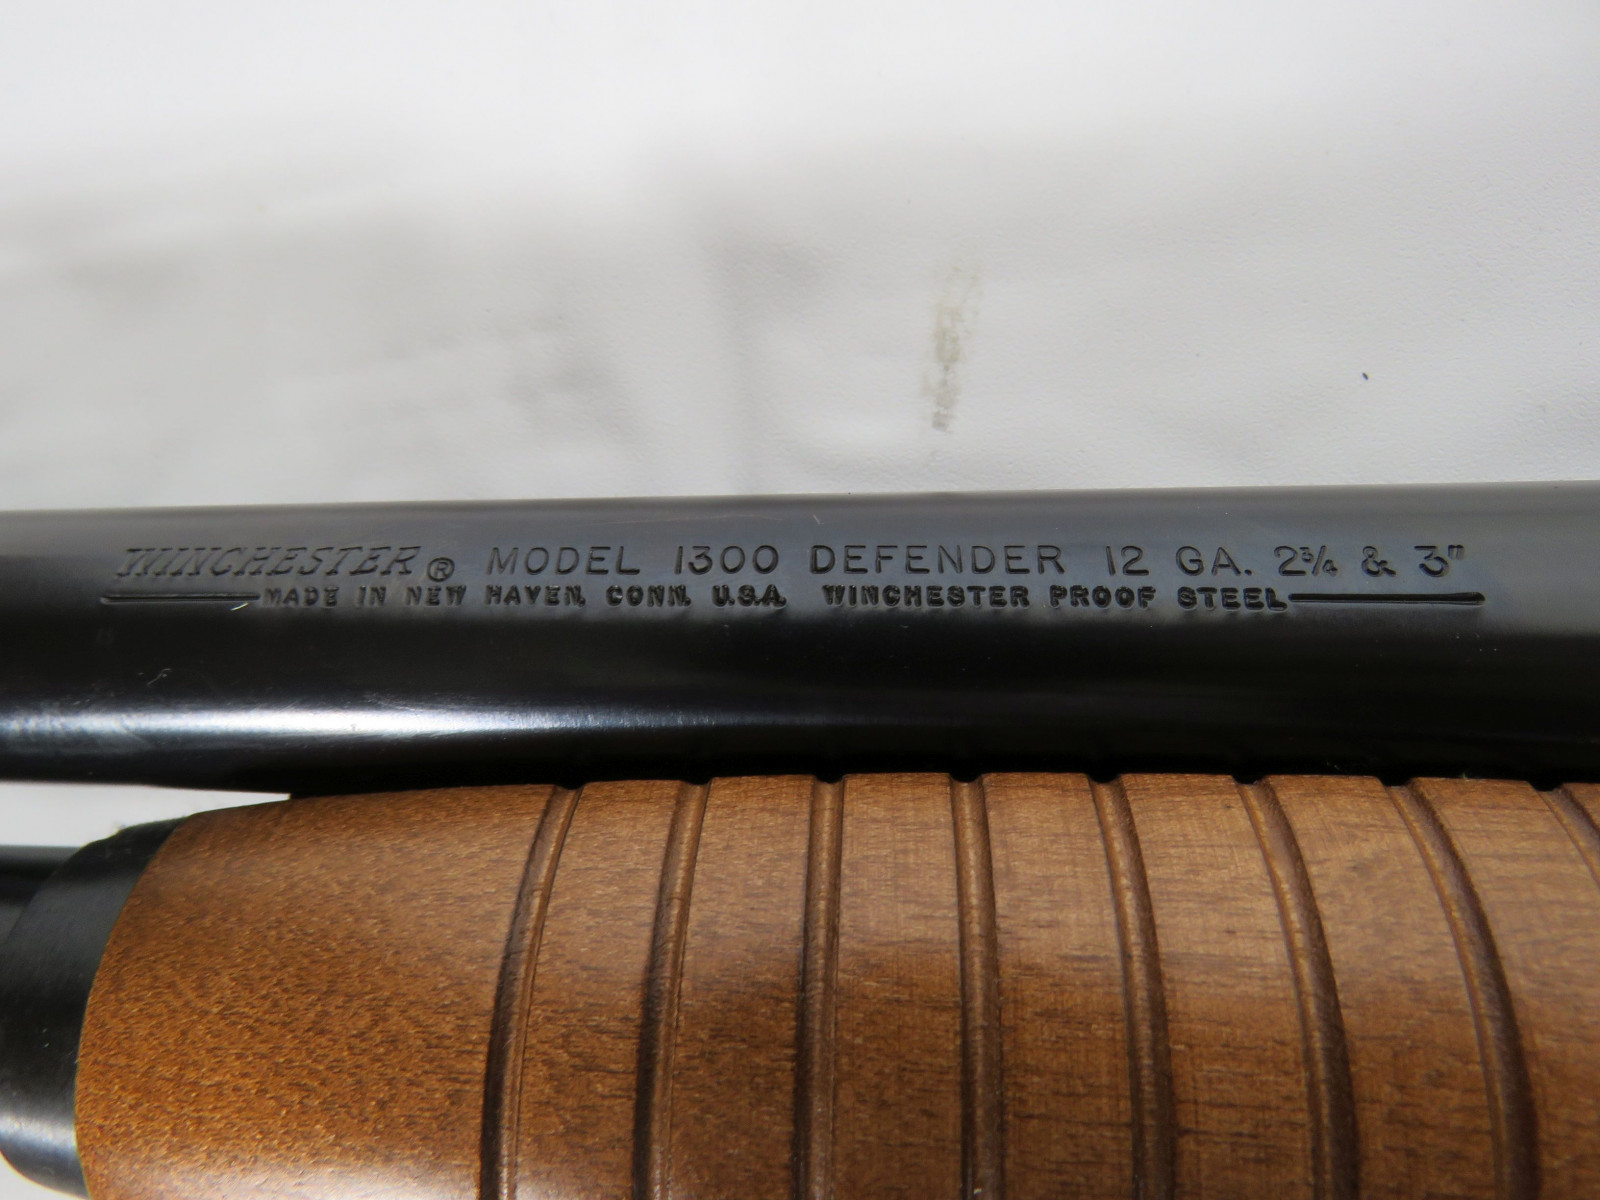 WINCHESTER® MODEL 1300 DEFENDER 12 GA. 2¾ & 3"
MADE IN NEW HAVEN, CONN. U.S.A. WINCHESTER PROOF STEEL